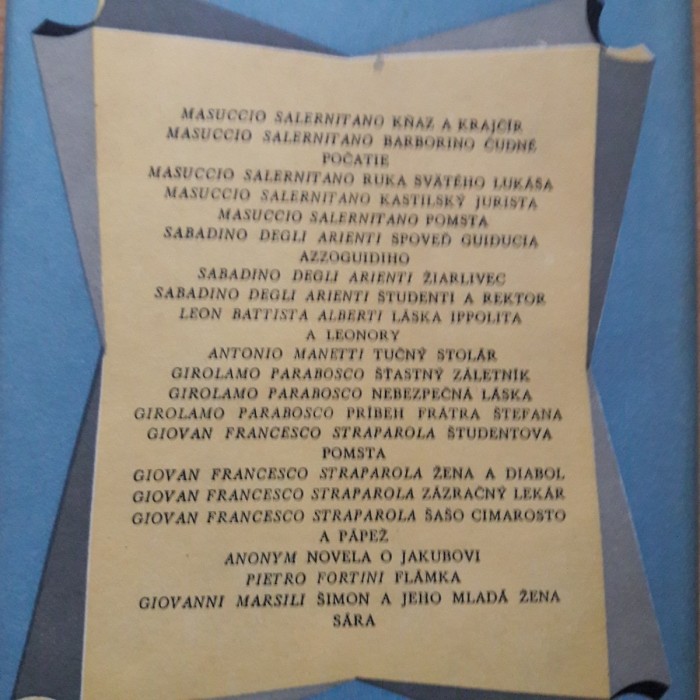 MASUCCIO SALERNITANO KŇAZ A KRAJČÍR
MASUCCIO SALERNITANO BARBORINO ČUDNÉ
POČATIE
MASUCCIO SALERNITANO RUKA SVÄTÉHO LUKÁŠA
MASUCCIO SALERNITANO KASTILSKÝ JURISTA
MASUCCIO SALERNITANO POMSTA
SABADINO DEGLI ARIENTI SPOVEĎ GUIDUCIA
AZZOGUIDIHO
SABADINO DEGLI ARIENTI ŽIARLIVEC
SABADINO DEGLI ARIENTI ŠTUDENTI A REKTOR
LEON BATTISTA ALBERTI LÁSKA IPPOLITA
A LEONORY
ANTONIO MANETTI TUČNÝ STOLÁR
GIROLAMO PARABOSCO ŠŤASTNÝ ZÁLETNÍK
GIROLAMO PARABOSCO NEBEZPEČNÁ LÁSKA
GIROLAMO PARABOSCO PRÍBEH FRÁTRA ŠTEFANA
GIOVAN FRANCESCO STRAPAROLA ŠTUDENTOVA
POMSTA
GIOVAN FRANCESCO STRAPAROLA ŽENA A DIABOL
GIOVAN FRANCESCO STRAPAROLA ZÁZRAČNÝ LEKÁR
GIOVAN FRANCESCO STRAPAROLA ŠAŠO CIMAROSTO
A PÁPEŽ
ANONYM NOVELA O JAKUBOVI
PIETRO FORTINI FLÁMKA
GIOVANNI MARSILI ŠIMON A JEHO MLADÁ ŽENA
SÁRA